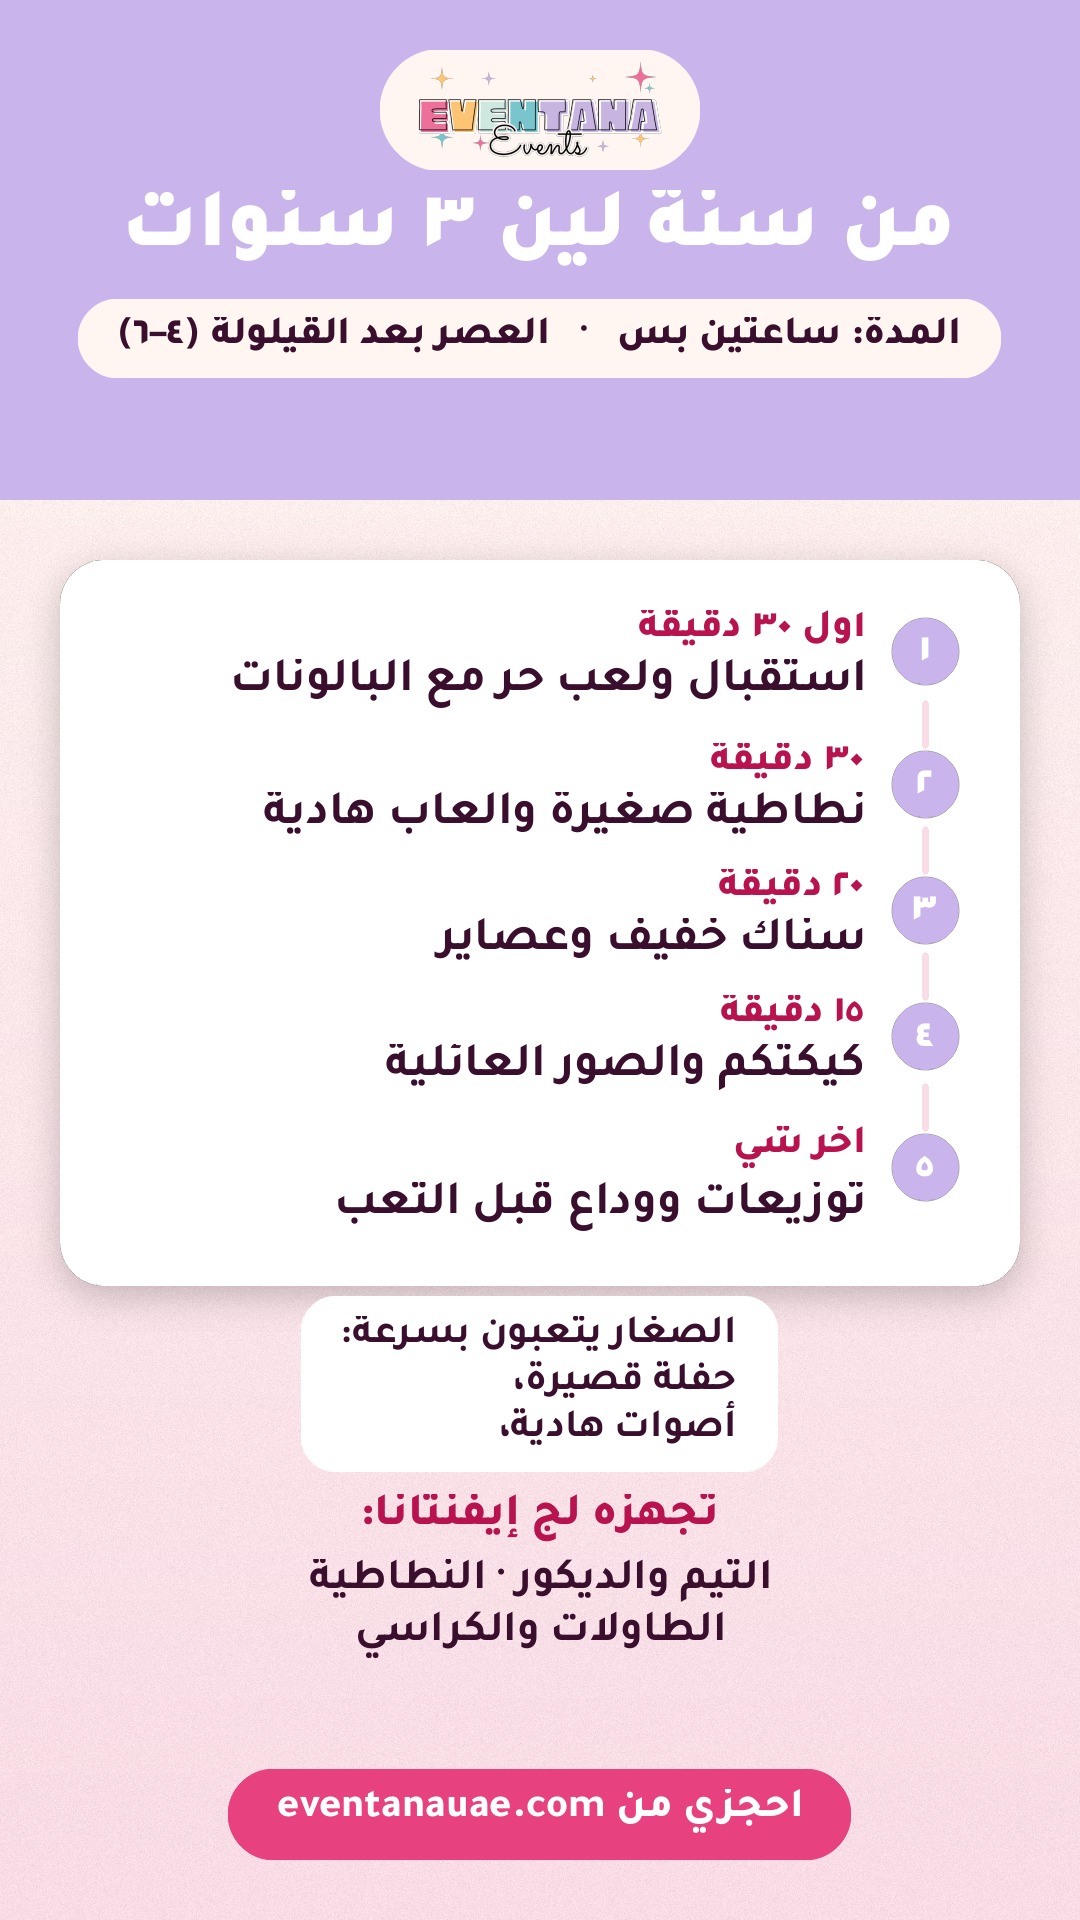 EVENTANA
Events
من سنة لين ٣ سنوات
المدة: ساعتين بس · العصر بعد القيلولة (٤–٦)
١
اول ٣٠ دقيقة
استقبال ولعب حر مع البالونات
٢
٣٠ دقيقة
نطاطية صغيرة والعاب هادية
٣
٢٠ دقيقة
سناك خفيف وعصاير
٤
١٥ دقيقة
كيكتكم والصور العائلية
٥
اخر شي
توزيعات ووداع قبل التعب
الصغار يتعبون بسرعة:
حفلة قصيرة،
أصوات هادية،
تجهزه لج إيفنتانا:
الثيم والديكور · النطاطية
الطاولات والكراسي
احجزي من eventanauae.com